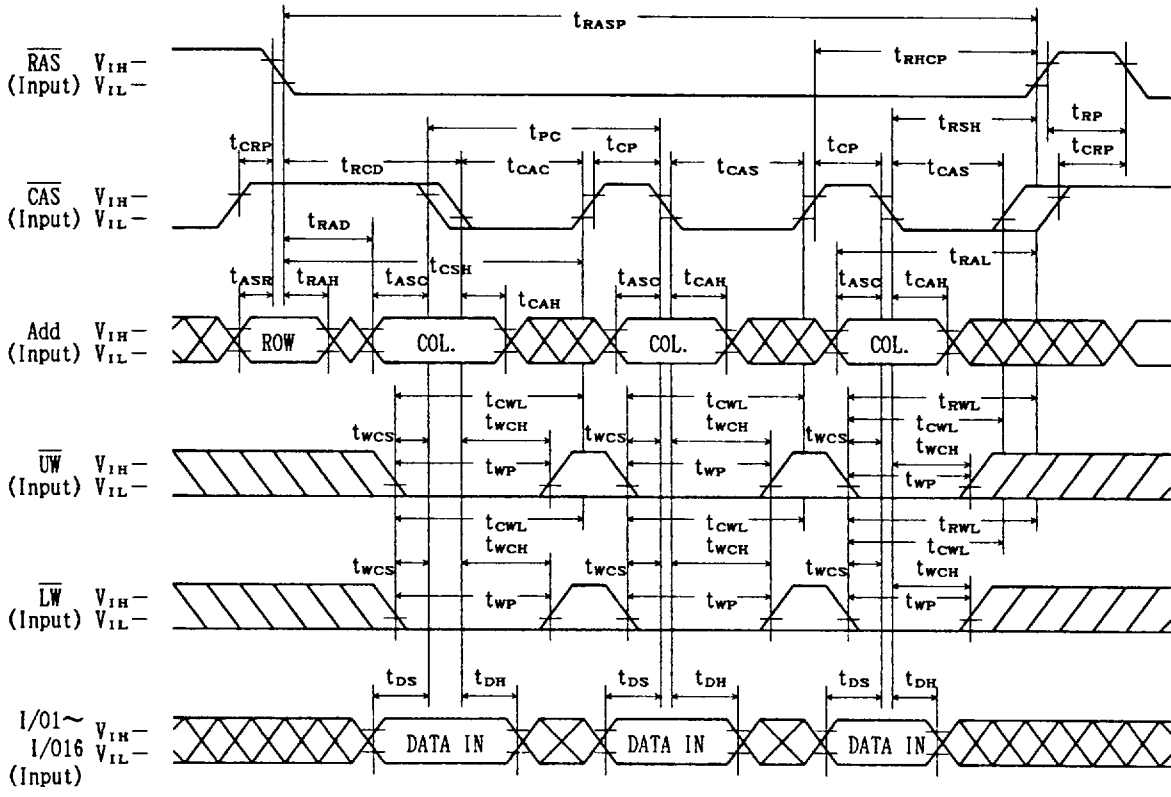 tRASP
RAS VIH
(Input) VIL
tRHCP
tRP
tPC tRSH
tCRP tCP tCP tCRP
tRCD tCAC tCAS tCAS
CAS VIH
(Input) VIL
tRAD
tCSH tRAL
tASR tRAH tASC tCAH tASC tCAH tASC tCAH
Add VIH
(Input) VIL
ROW COL. COL. COL.
tCWL tCWL tRWL
tWCH tWCH tCWL
tWCS tWCS tWCS tWCH
tWP tWP tWP
UW VIH
(Input) VIL
tCWL tCWL tRWL
tWCH tWCH tCWL
tWCS tWCS tWCS tWCH
tWP tWP tWP
LW VIH
(Input) VIL
tDS tDH tDS tDH tDS tDH
I/O1~ VIH
I/O16 VIL
(Input)
DATA IN DATA IN DATA IN